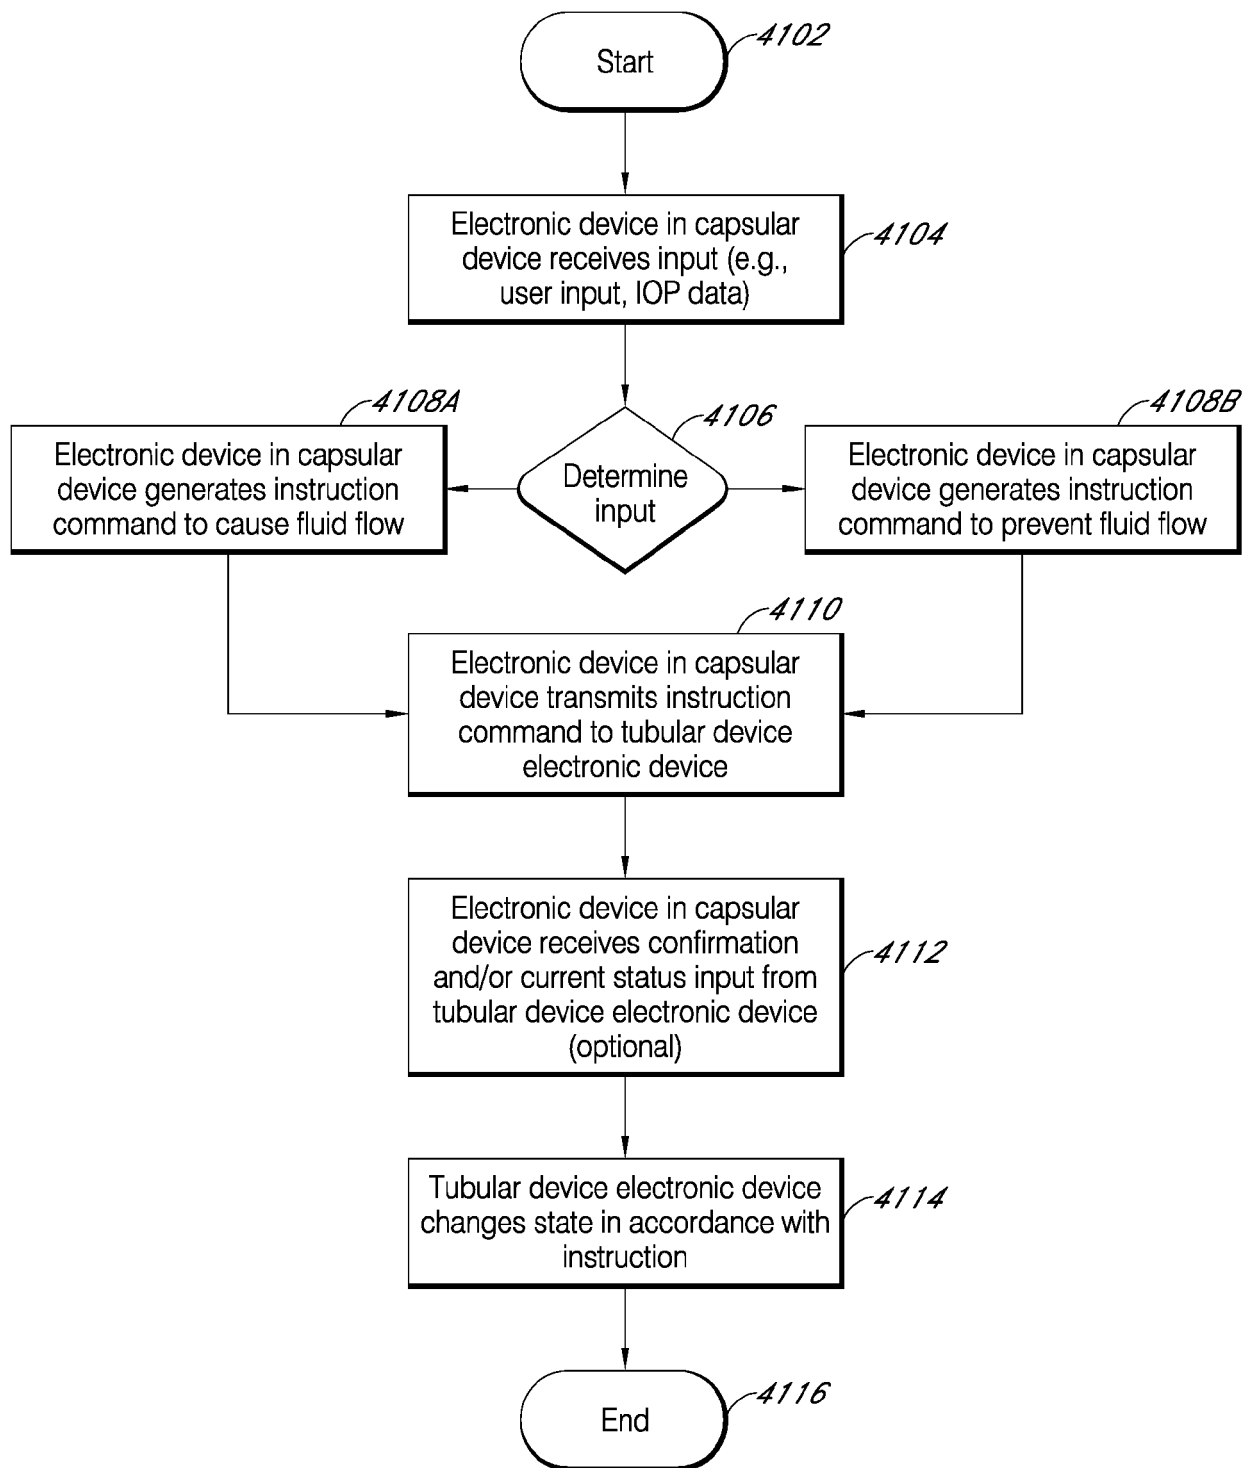 Start
4102
Electronic device in capsular
device receives input (e.g.,
user input, IOP data)
4104
4108A
Electronic device in capsular
device generates instruction
command to cause fluid flow
4106
Determine
input
4108B
Electronic device in capsular
device generates instruction
command to prevent fluid flow
4110
Electronic device in capsular
device transmits instruction
command to tubular device
electronic device
Electronic device in capsular
device receives confirmation
and/or current status input from
tubular device electronic device
(optional)
4112
Tubular device electronic device
changes state in accordance with
instruction
4114
End
4116